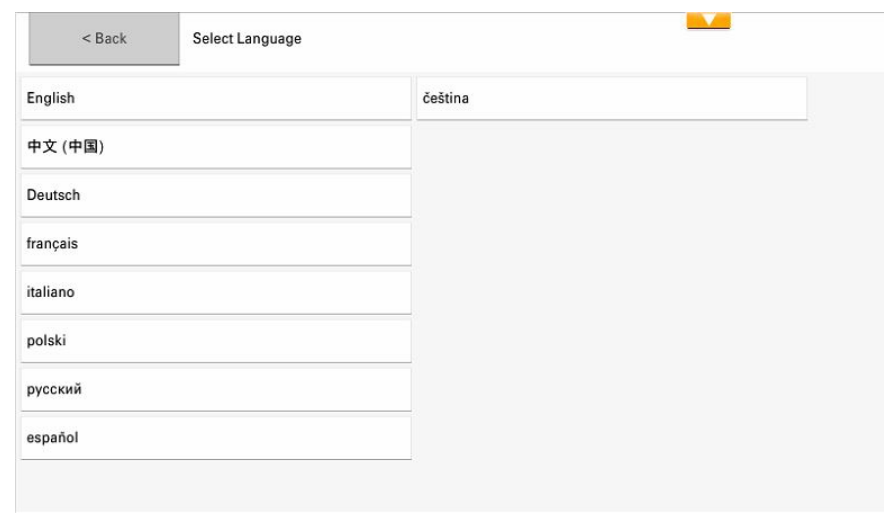 < Back
Select Language
English
中文 (中国)
Deutsch
français
italiano
polski
русский
español
čeština